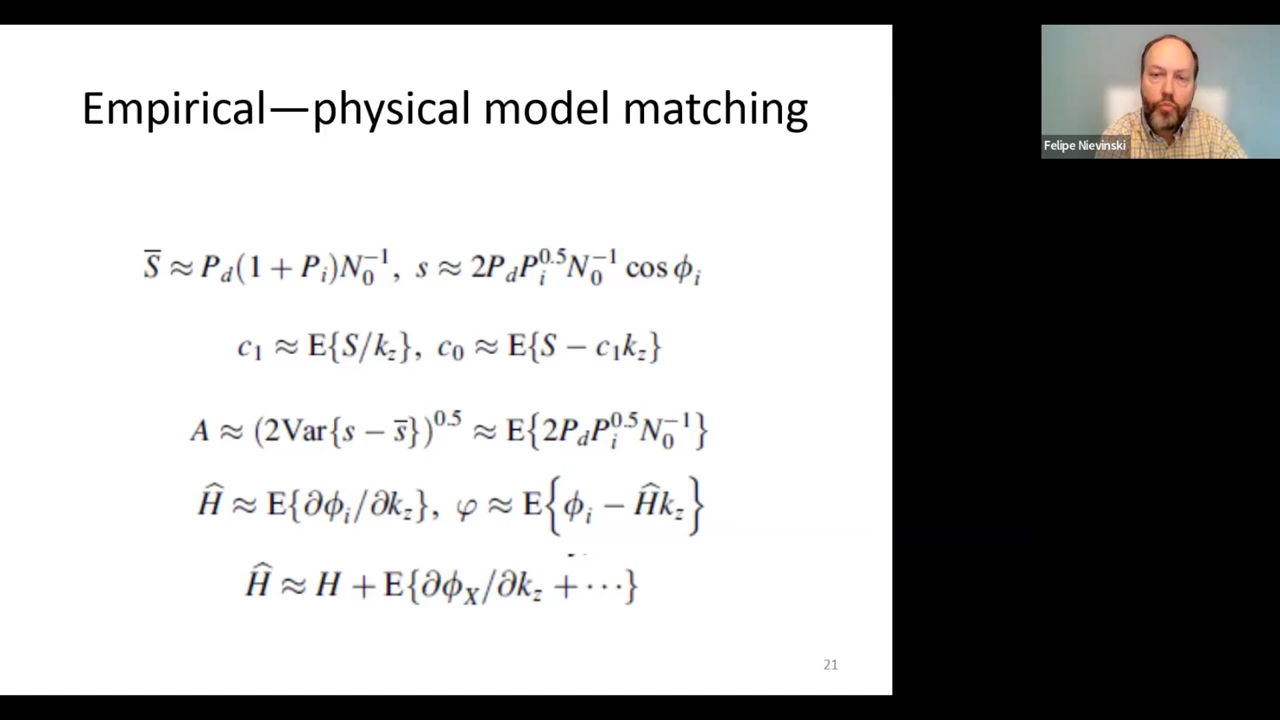 Empirical—physical model matching
Felipe Nievinski
S̅ ≈ P_d(1 + P_i)N_0^{-1}, s ≈ 2P_dP_i^{0.5}N_0^{-1} cos ϕ_i
c_1 ≈ E{S/k_z}, c_0 ≈ E{S − c_1k_z}
A ≈ (2Var{s − s̅})^{0.5} ≈ E{2P_dP_i^{0.5}N_0^{-1}}
Ĥ ≈ E{∂ϕ_i/∂k_z}, φ ≈ E{ϕ_i − Ĥk_z}
Ĥ ≈ H + E{∂ϕ_X/∂k_z + ⋯}
21